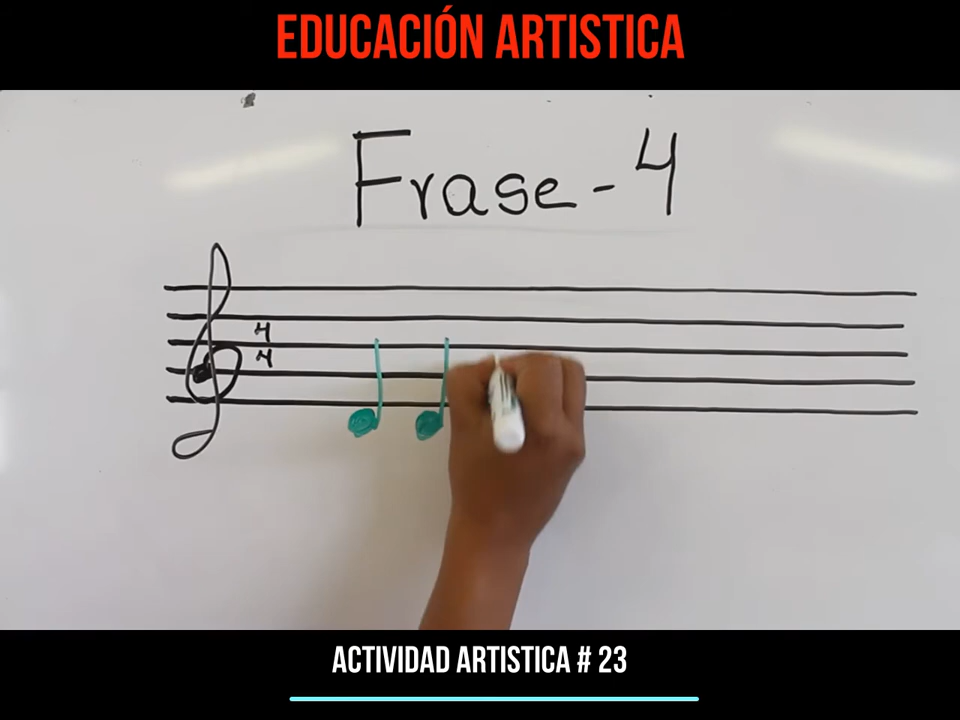 EDUCACIÓN ARTISTICA
Frase - 4
4
4
ACTIVIDAD ARTISTICA # 23